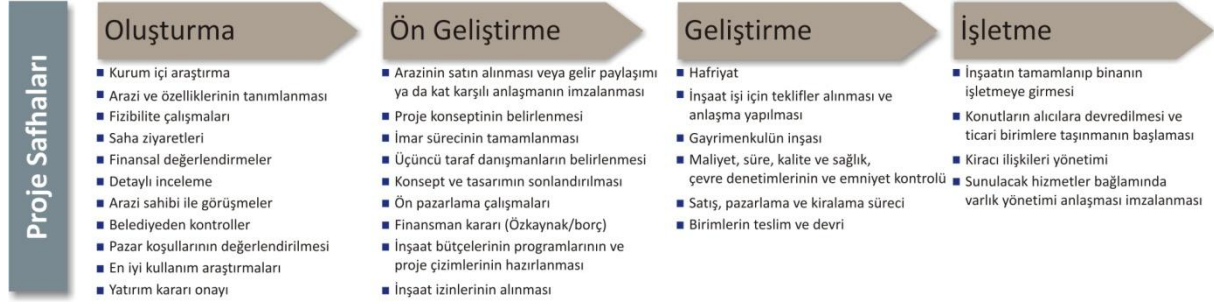 Proje Safhaları
Oluşturma
Kurum içi araştırma
Arazi ve özelliklerinin tanımlanması
Fizibilite çalışmaları
Saha ziyaretleri
Finansal değerlendirmeler
Detaylı inceleme
Arazi sahibi ile görüşmeler
Belediyeden kontroller
Pazar koşullarının değerlendirilmesi
En iyi kullanım araştırmaları
Yatırım kararı onayı
Ön Geliştirme
Arazinin satın alınması veya gelir paylaşımı
ya da kat karşılı anlaşmanın imzalanması
Proje konseptinin belirlenmesi
İmar sürecinin tamamlanması
Üçüncü taraf danışmanların belirlenmesi
Konsept ve tasarımın sonlandırılması
Ön pazarlama çalışmaları
Finansman kararı (Özkaynak/borç)
İnşaat bütçelerinin programlarının ve
proje çizimlerinin hazırlanması
İnşaat izinlerinin alınması
Geliştirme
Hafriyat
İnşaat işi için teklifler alınması ve
anlaşma yapılması
Gayrimenkulün inşası
Maliyet, süre, kalite ve sağlık,
çevre denetimlerinin ve emniyet kontrolü
Satış, pazarlama ve kiralama süreci
Birimlerin teslim ve devri
İşletme
İnşaatın tamamlanıp binanın
işletmeye girmesi
Konutların alıcılara devredilmesi ve
ticari birimlere taşınmanın başlaması
Kiracı ilişkileri yönetimi
Sunulacak hizmetler bağlamında
varlık yönetimi anlaşması imzalanması